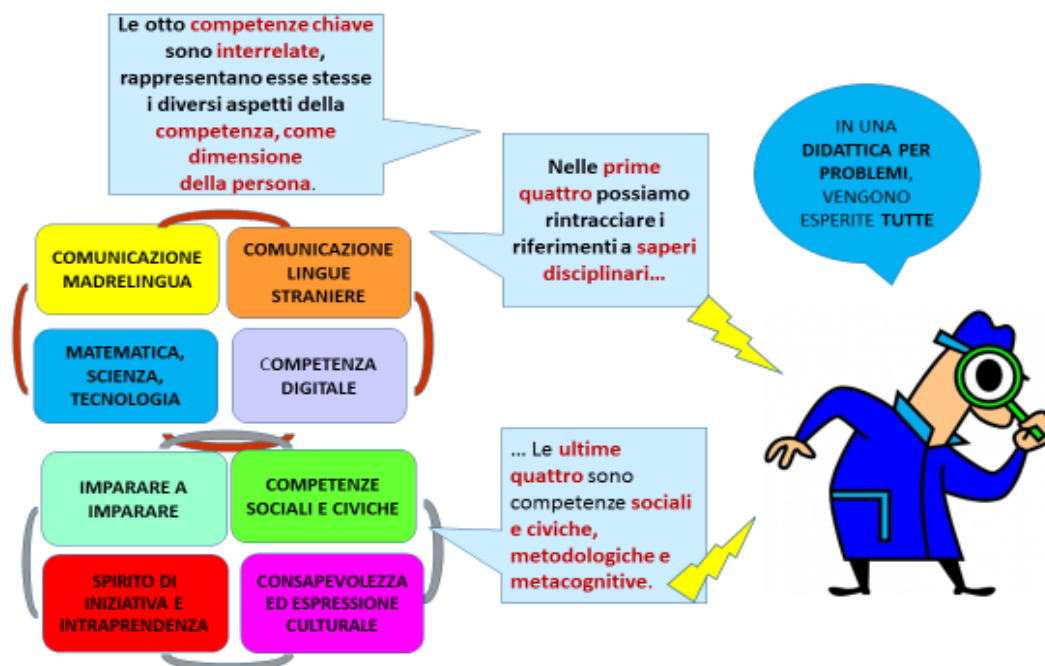 Le otto competenze chiave
sono interrelate,
rappresentano esse stesse
i diversi aspetti della
competenza, come
dimensione
della persona.
Nelle prime
quattro possiamo
rintracciare i
riferimenti a saperi
disciplinari...
IN UNA
DIDATTICA PER
PROBLEMI,
VENGONO
ESPERITE TUTTE
COMUNICAZIONE
MADRELINGUA
COMUNICAZIONE
LINGUE
STRANIERE
MATEMATICA,
SCIENZA,
TECNOLOGIA
COMPETENZA
DIGITALE
IMPARARE A
IMPARARE
COMPETENZE
SOCIALI E CIVICHE
... Le ultime
quattro sono
competenze sociali
e civiche,
metodologiche e
metacognitive.
SPIRITO DI
INIZIATIVA E
INTRAPRENDENZA
CONSAPEVOLEZZA
ED ESPRESSIONE
CULTURALE